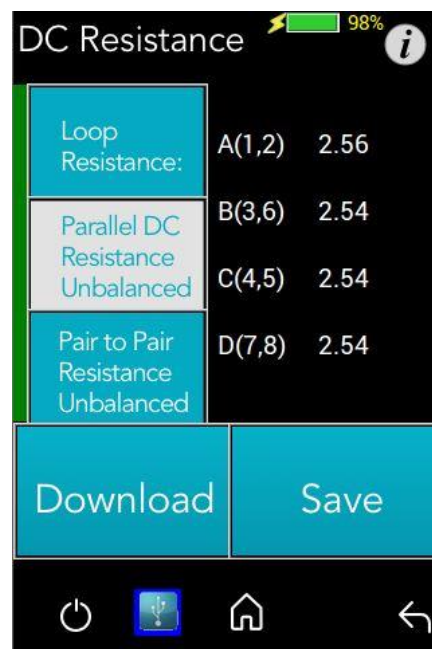 DC Resistance
98%
i
Loop
Resistance:
A(1,2) 2.56
Parallel DC
Resistance
Unbalanced
B(3,6) 2.54
C(4,5) 2.54
Pair to Pair
Resistance
Unbalanced
D(7,8) 2.54
Download
Save